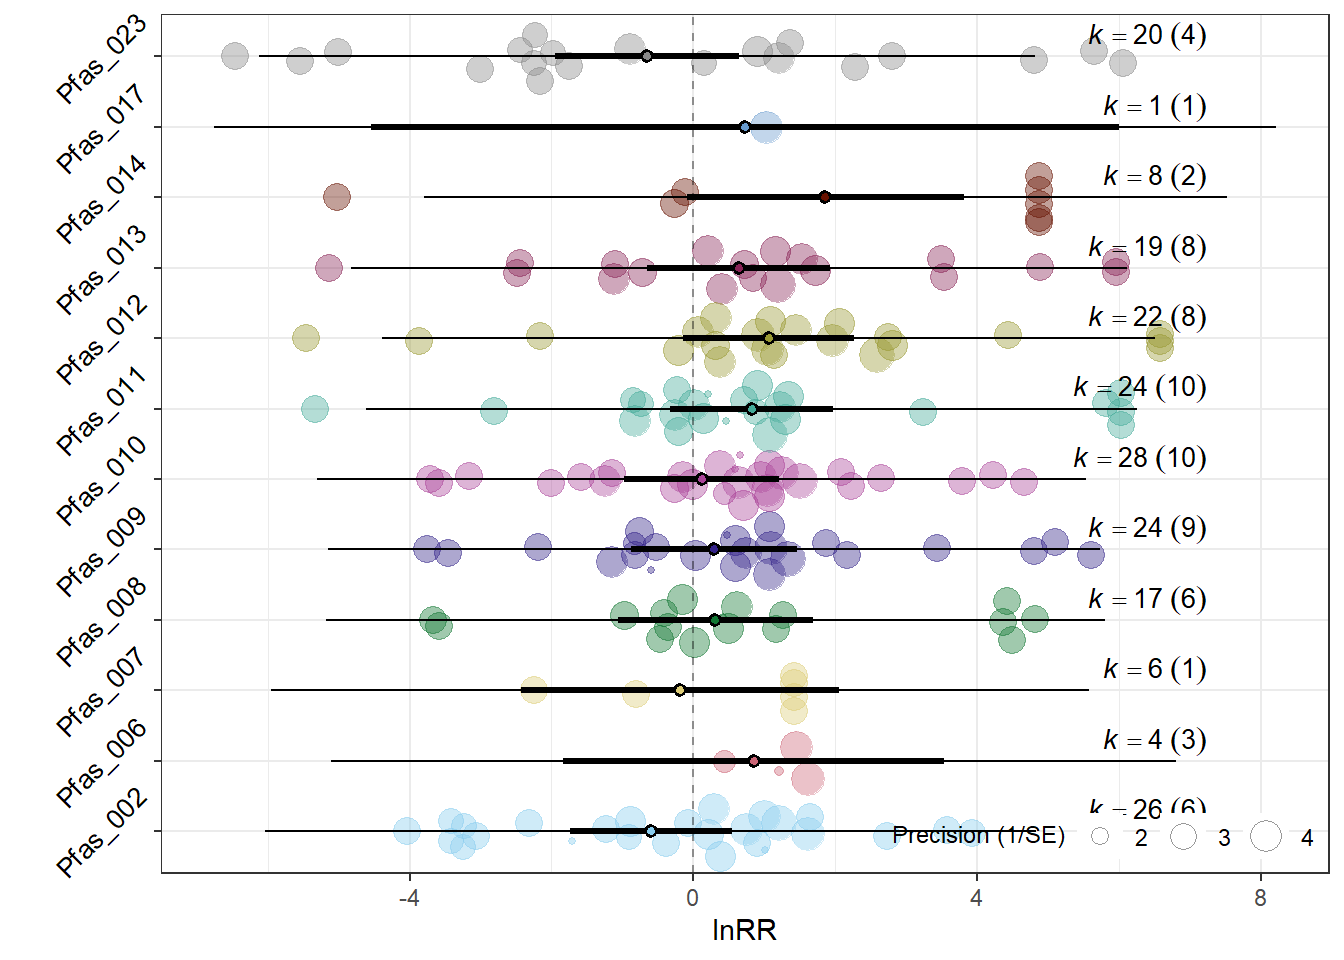 Pfas_023
k = 20 (4)
Pfas_017
k = 1 (1)
Pfas_014
k = 8 (2)
Pfas_013
k = 19 (8)
Pfas_012
k = 22 (8)
Pfas_011
k = 24 (10)
Pfas_010
k = 28 (10)
Pfas_009
k = 24 (9)
Pfas_008
k = 17 (6)
Pfas_007
k = 6 (1)
Pfas_006
k = 4 (3)
Pfas_002
k = 26 (6)
Precision (1/SE) 2 3 4
-4 0 4 8
lnRR